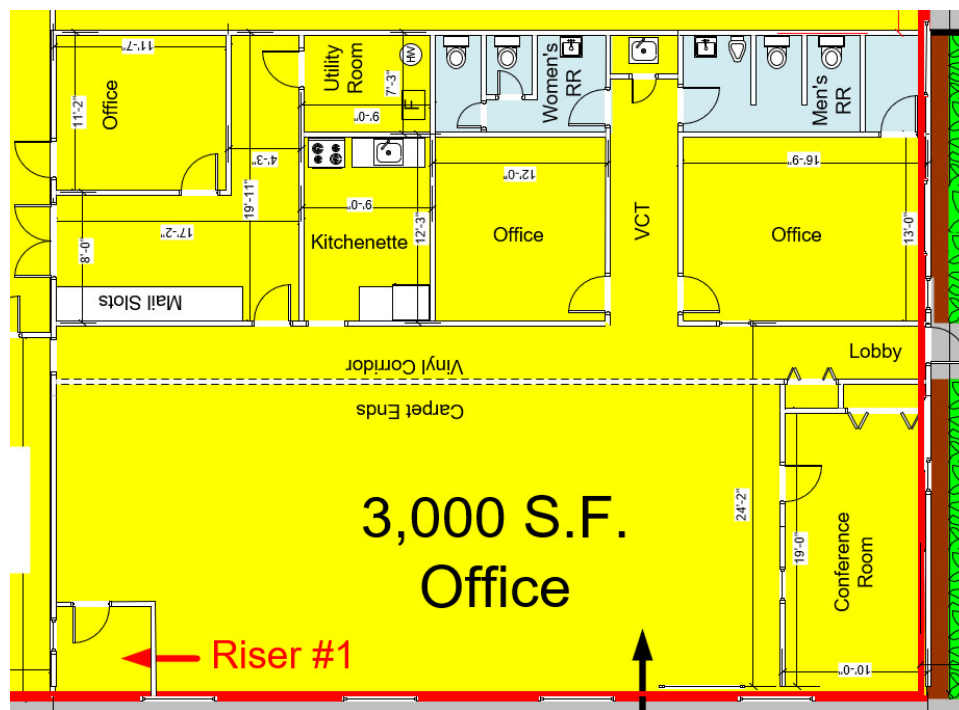 11'-7"
11'-2"
Office
4'-3"
19'-11"
17'-2"
8'-0"
Mail Slots
Utility
Room
7'-3"
HW
F
9'-0"
9'-0"
Kitchenette
12'-3"
Women's
RR
12'-0"
Office
VCT
Men's
RR
16'-9"
Office
13'-0"
Vinyl Corridor
Carpet Ends
Lobby
3,000 S.F.
Office
24'-2"
19'-0"
Conference
Room
10'-0"
Riser #1